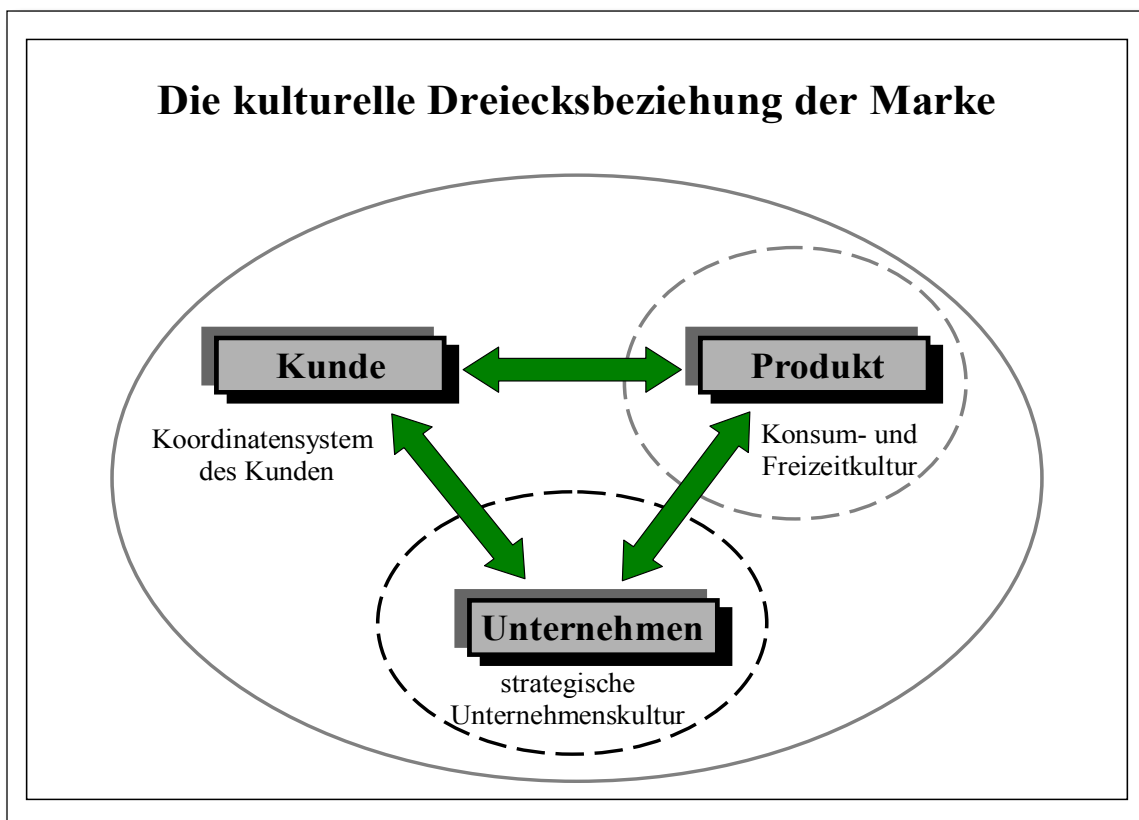 Die kulturelle Dreiecksbeziehung der Marke
Kunde
Produkt
Koordinatensystem
des Kunden
Konsum- und
Freizeitkultur
Unternehmen
strategische
Unternehmenskultur